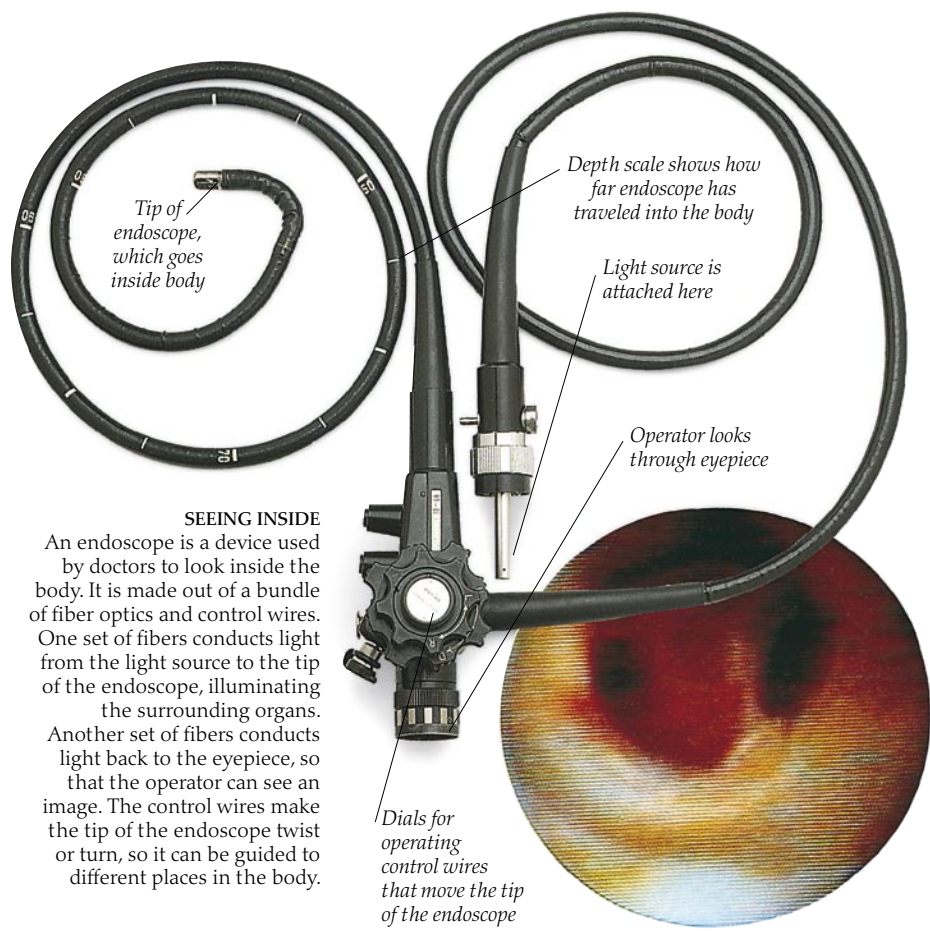 Tip of
endoscope,
which goes
inside body
Depth scale shows how
far endoscope has
traveled into the body
Light source is
attached here
Operator looks
through eyepiece
SEEING INSIDE
An endoscope is a device used
by doctors to look inside the
body. It is made out of a bundle
of fiber optics and control wires.
One set of fibers conducts light
from the light source to the tip
of the endoscope, illuminating
the surrounding organs.
Another set of fibers conducts
light back to the eyepiece, so
that the operator can see an
image. The control wires make
the tip of the endoscope twist
or turn, so it can be guided to
different places in the body.
Dials for
operating
control wires
that move the tip
of the endoscope
70